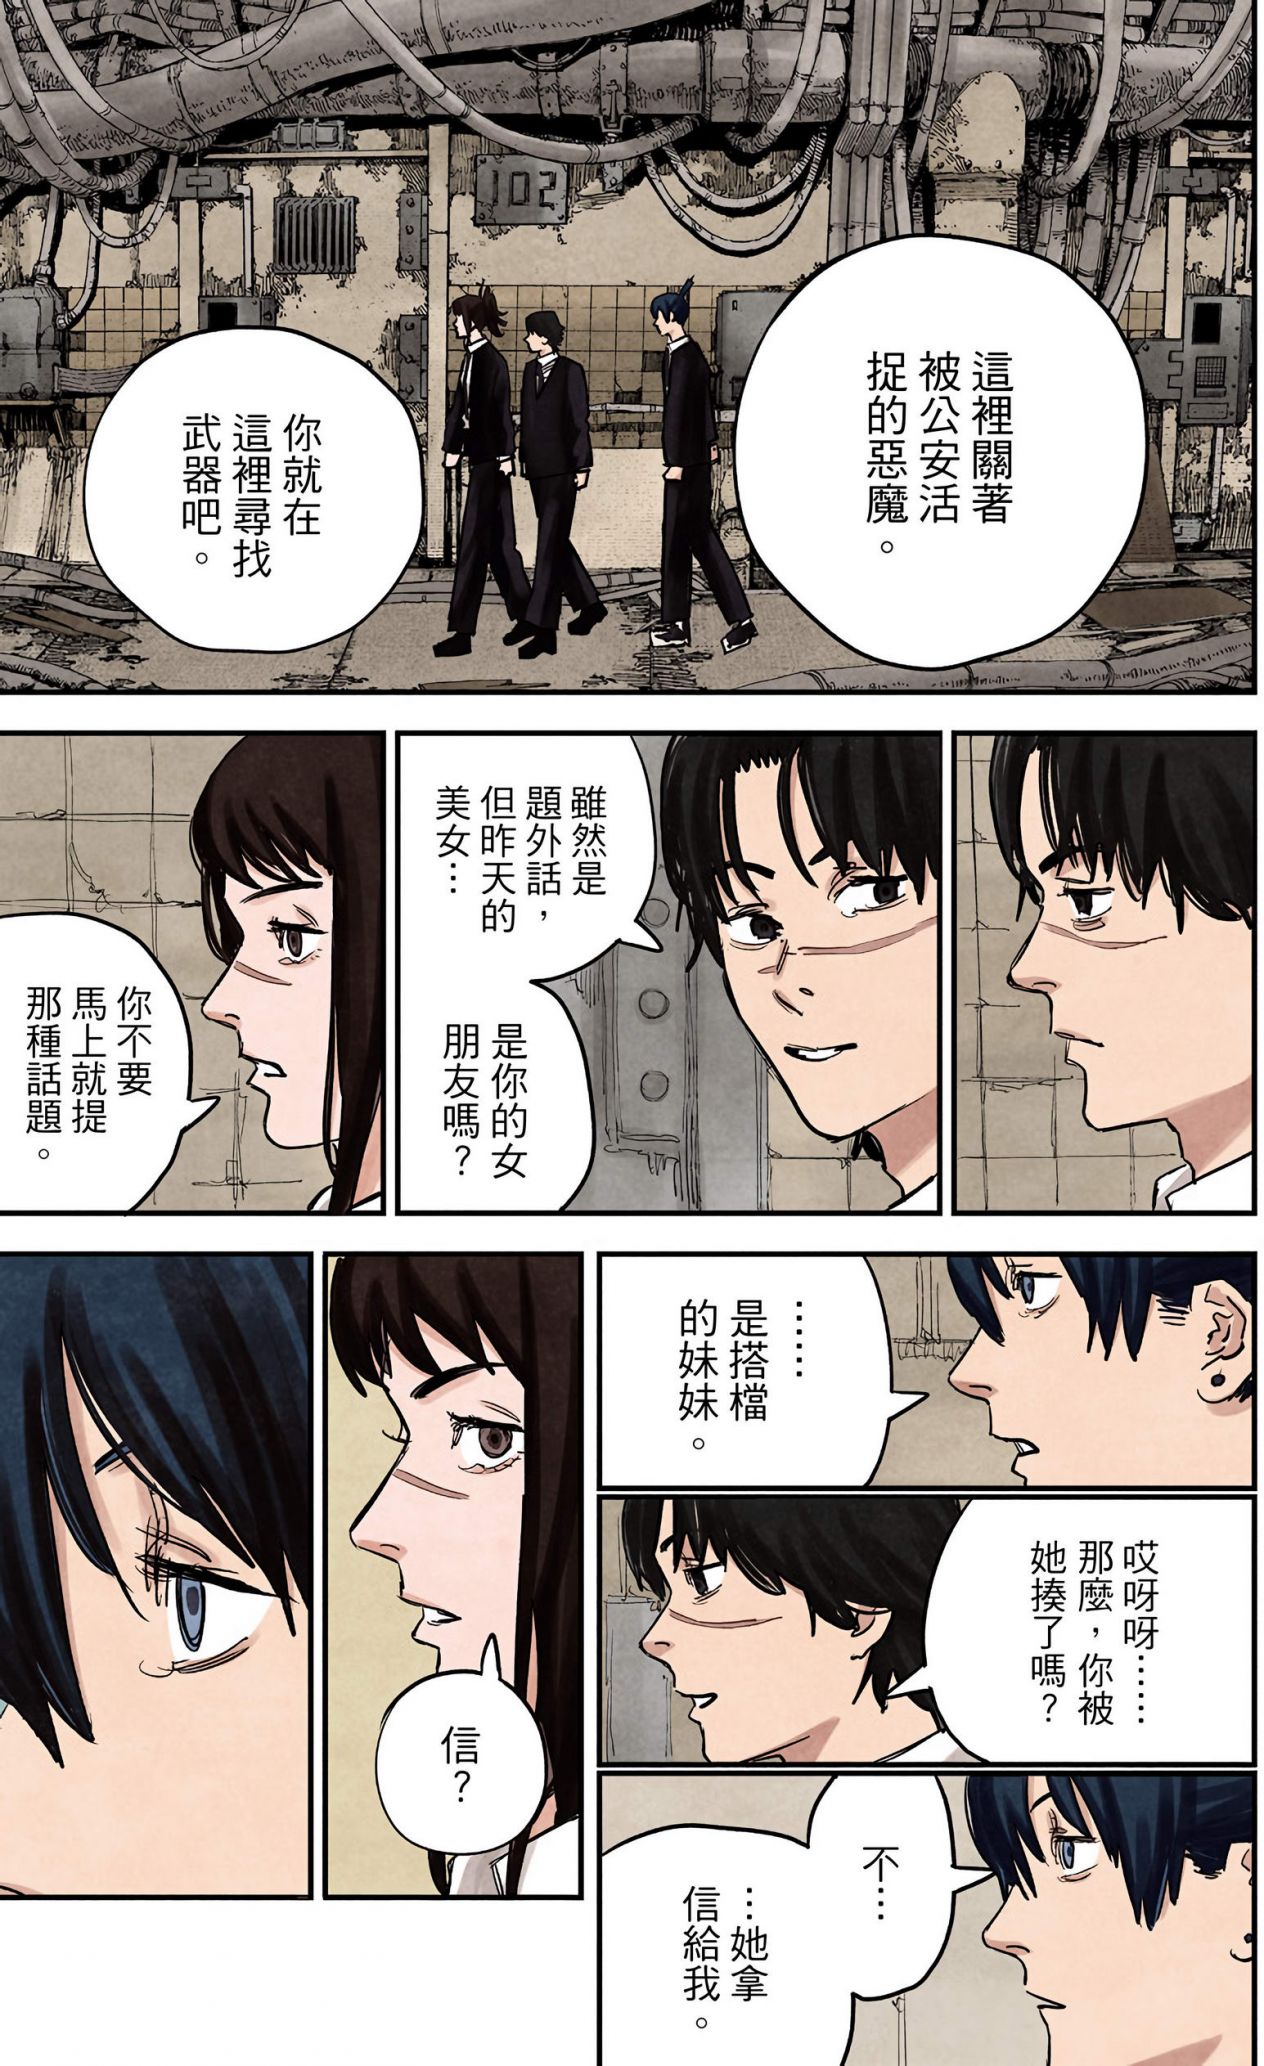 102
這裡關著
被公安活
捉的惡魔。
你就在
這裡尋找
武器吧。
雖然是
題外話，
但昨天的
美女…
是你的女
朋友嗎？
你不要
馬上就提
那種話題。
……
是搭檔
的妹妹。
哎呀呀……
那麼，你被
她揍了嗎？
不…
…她拿
信給我。
信？